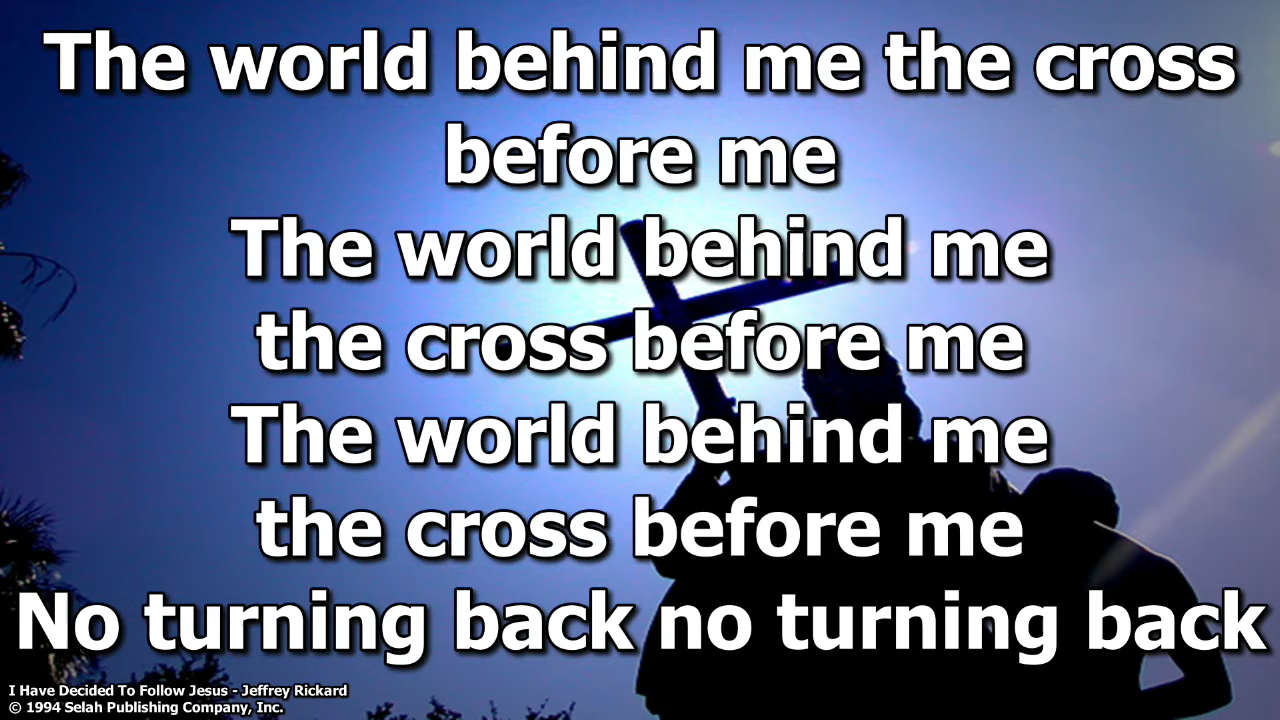 The world behind me the cross
before me
The world behind me
the cross before me
The world behind me
the cross before me
No turning back no turning back
I Have Decided To Follow Jesus - Jeffrey Rickard
© 1994 Selah Publishing Company, Inc.